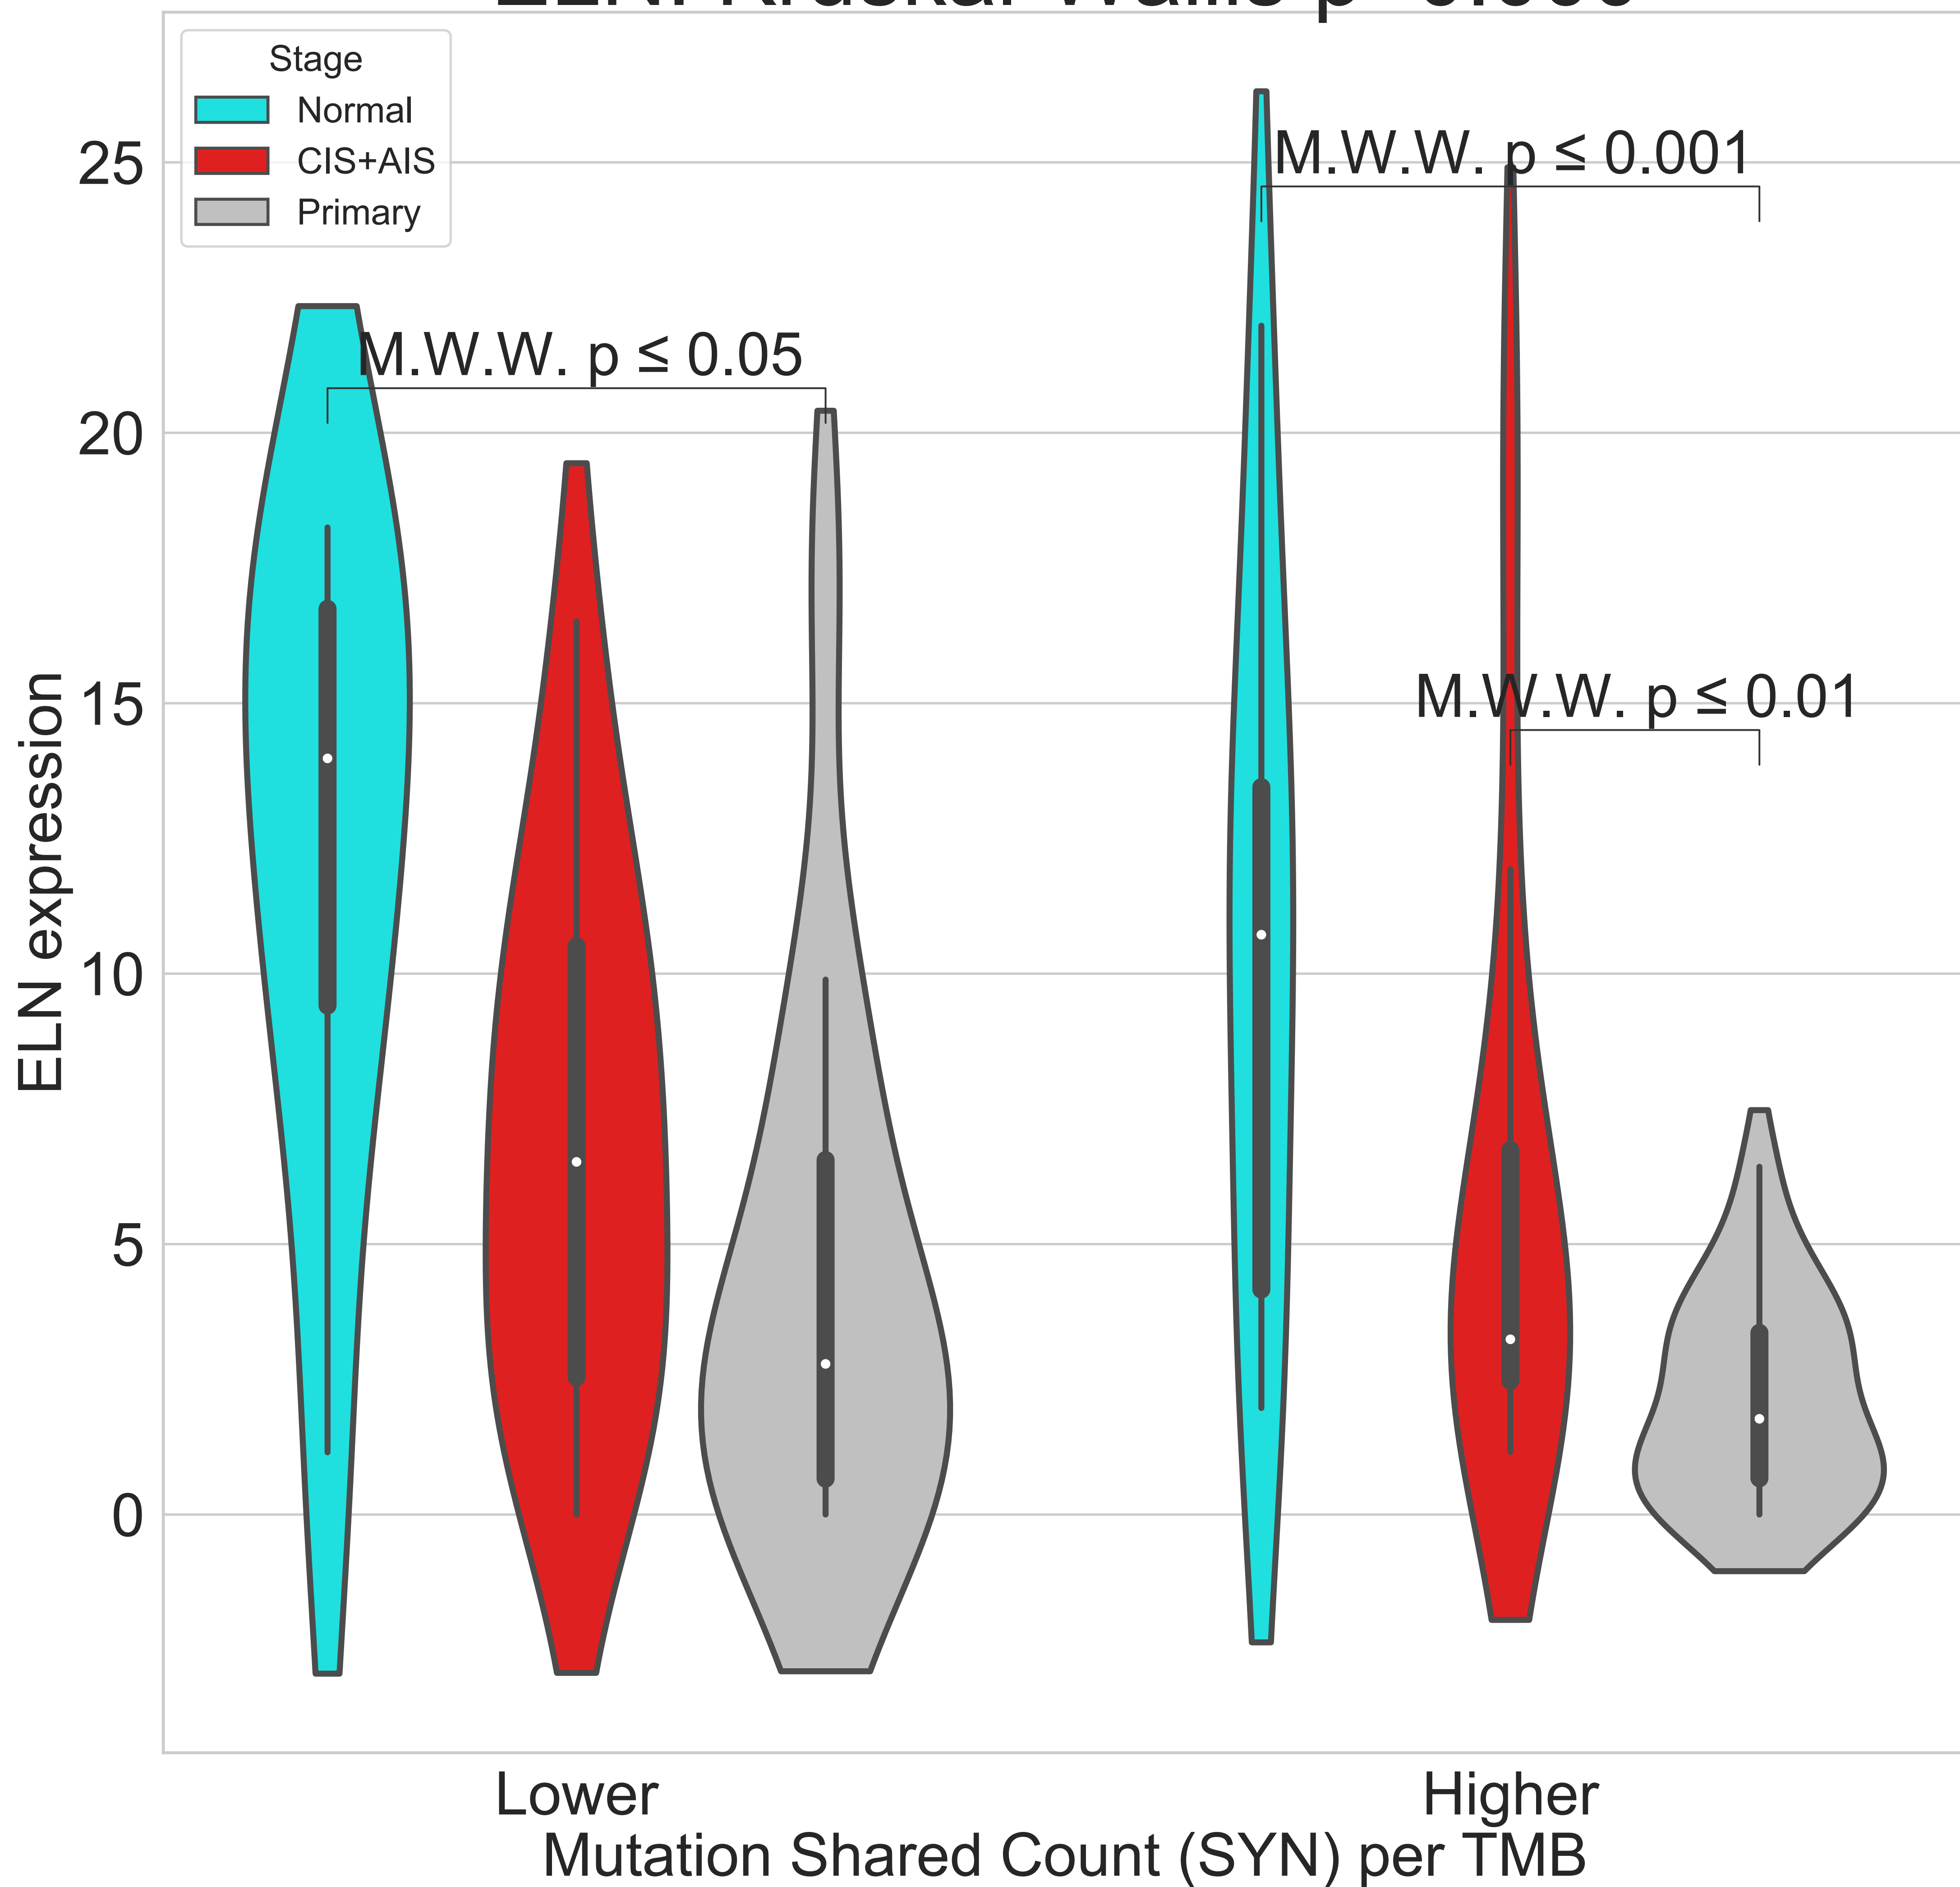 Stage
Normal
CIS+AIS
Primary
M.W.W. p ≤ 0.001
M.W.W. p ≤ 0.05
M.W.W. p ≤ 0.01
25
20
15
10
5
0
ELN expression
Lower
Higher
Mutation Shared Count (SYN) per TMB